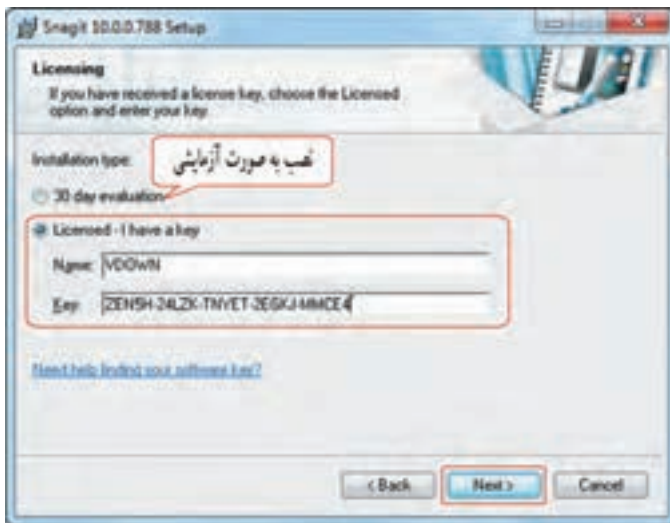 Snagit 10.0.0.788 Setup
Licensing
If you have received a license key, choose the Licensed
option and enter your key.
Installation type:
نصب به صورت آزمایشی
30 day evaluation
Licensed - I have a key
Name: VDOWN
Key:
Need help finding your software key?
< Back
Next >
Cancel